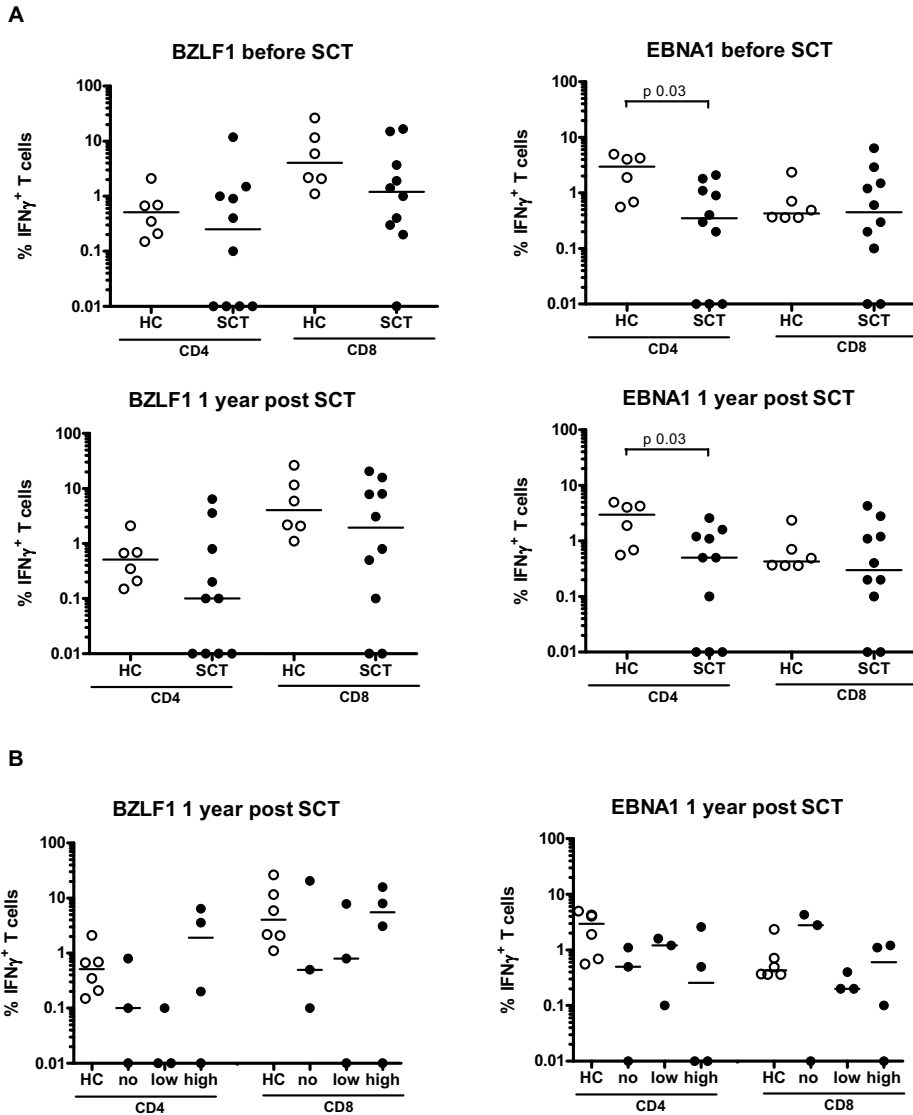 A
BZLF1 before SCT
% IFNγ+ T cells
100
10
1
0.1
0.01
HC SCT HC SCT
CD4 CD8
EBNA1 before SCT
% IFNγ+ T cells
100
10
1
0.1
0.01
p 0.03
HC SCT HC SCT
CD4 CD8
BZLF1 1 year post SCT
% IFNγ+ T cells
100
10
1
0.1
0.01
HC SCT HC SCT
CD4 CD8
EBNA1 1 year post SCT
% IFNγ+ T cells
100
10
1
0.1
0.01
p 0.03
HC SCT HC SCT
CD4 CD8
B
BZLF1 1 year post SCT
% IFNγ+ T cells
100
10
1
0.1
0.01
HC no low high HC no low high
CD4 CD8
EBNA1 1 year post SCT
% IFNγ+ T cells
100
10
1
0.1
0.01
HC no low high HC no low high
CD4 CD8